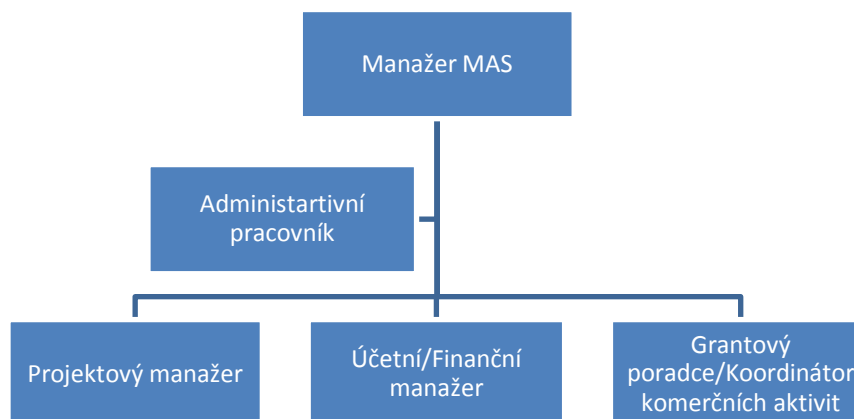 Manažer MAS
Administartivní
pracovník
Projektový manažer
Účetní/Finanční
manažer
Grantový
poradce/Koordinátor
komerčních aktivit